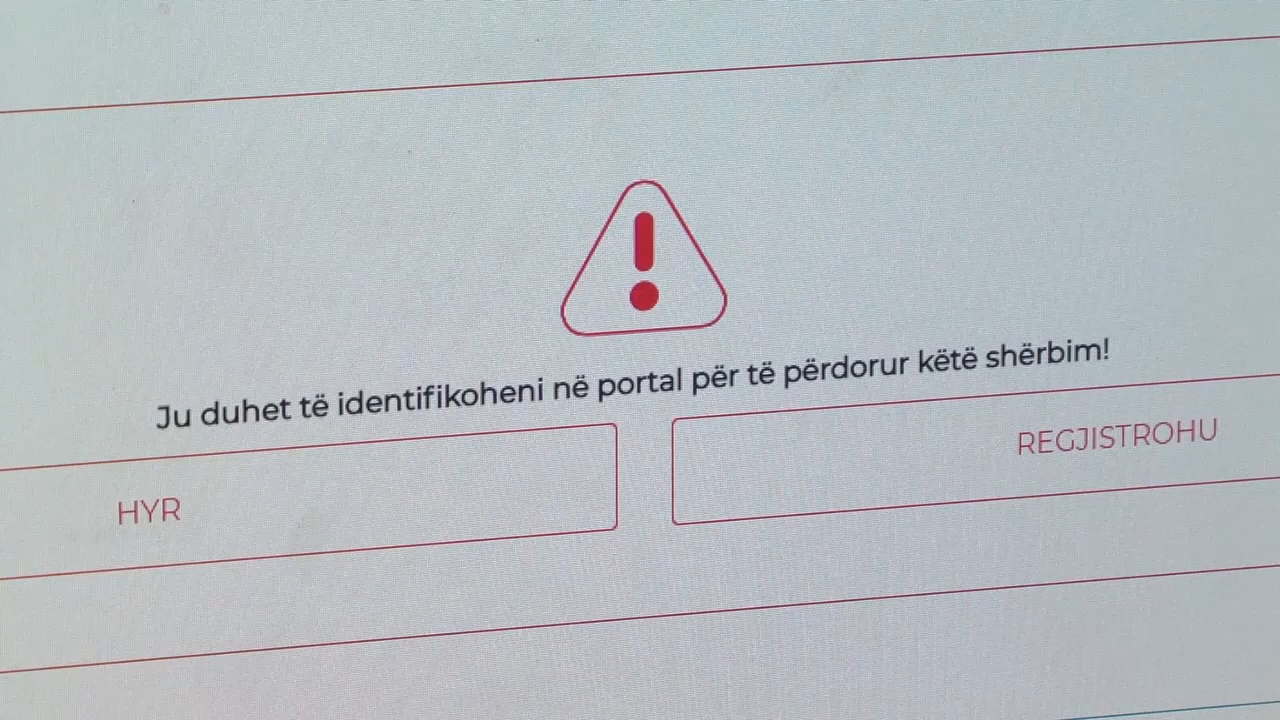 Ju duhet të identifikoheni në portal për të përdorur këtë shërbim!
HYR
REGJISTROHU